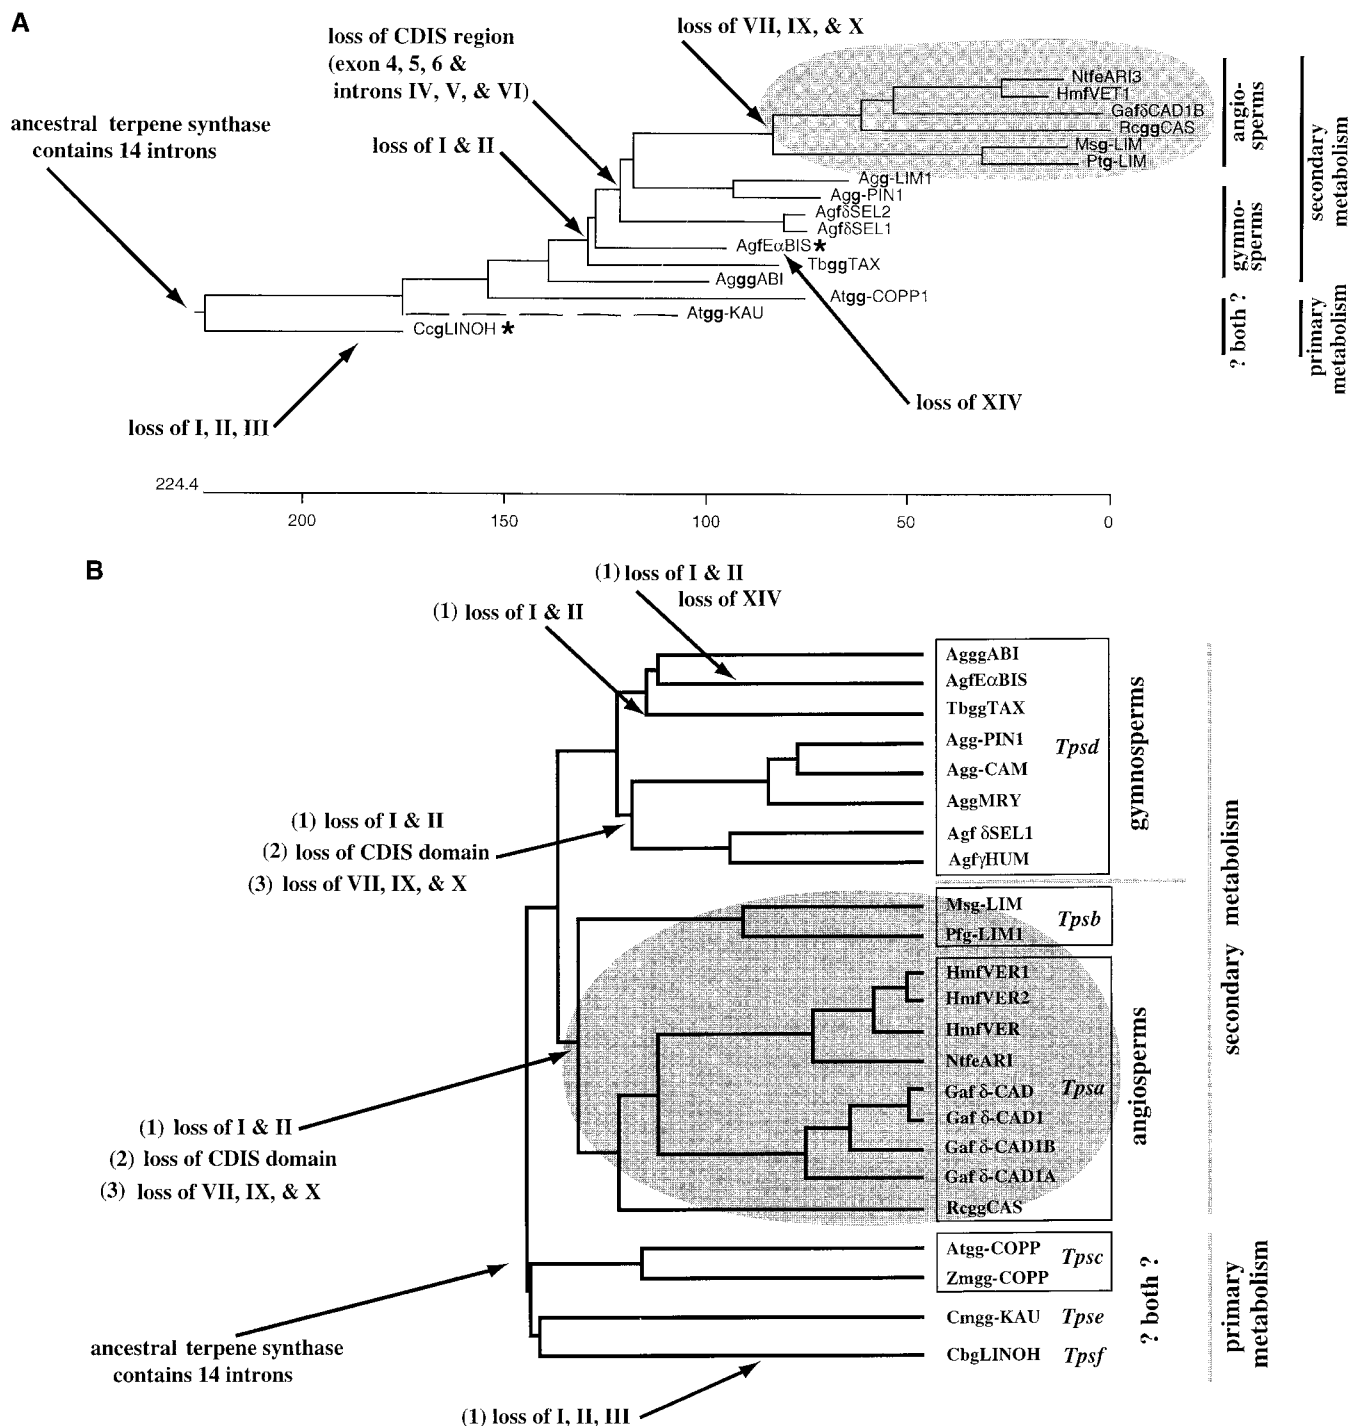 A
loss of CDIS region
(exon 4, 5, 6 &
introns IV, V, & VI)
loss of VII, IX, & X
ancestral terpene synthase
contains 14 introns
loss of I & II
NtfeARI3
HmfVET1
GafδCAD1B
RcggCAS
Msg-LIM
Ptg-LIM
Agg-LIM1
Agg-PIN1
AgfδSEL2
AgfδSEL1
AgfEαBIS*
TbggTAX
AgggABI
Atgg-COPP1
Atgg-KAU
CcgLINOH *
angio-
sperms
gymno-
sperms
? both ?
secondary
metabolism
primary
metabolism
loss of XIV
loss of I, II, III
224.4
200
150
100
50
0
B
(1) loss of I & II
loss of XIV
(1) loss of I & II
AgggABI
AgfEαBIS
TbggTAX
Agg-PIN1
Tpsd
Agg-CAM
AggMRY
Agf δSEL1
AgfγHUM
gymnosperms
(1) loss of I & II
(2) loss of CDIS domain
(3) loss of VII, IX, & X
Msg-LIM
Tpsb
Pfg-LIM1
HmfVER1
HmfVER2
HmfVER
NtfeARI
Gaf δ-CAD
Tpsa
Gaf δ-CAD1
Gaf δ-CAD1B
Gaf δ-CAD1A
RcggCAS
angiosperms
secondary metabolism
(1) loss of I & II
(2) loss of CDIS domain
(3) loss of VII, IX, & X
Atgg-COPP
Tpsc
Zmgg-COPP
Cmgg-KAU Tpse
CbgLINOH Tpsf
? both ?
primary
metabolism
ancestral terpene synthase
contains 14 introns
(1) loss of I, II, III